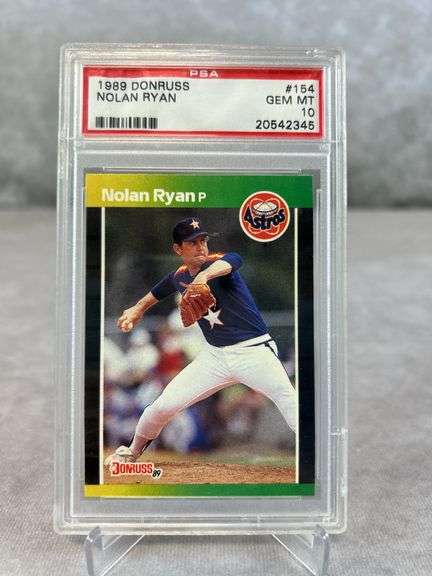 PSA
1989 DONRUSS #154
NOLAN RYAN GEM MT
10
20542345
Nolan Ryan P
Astros
DONRUSS 89